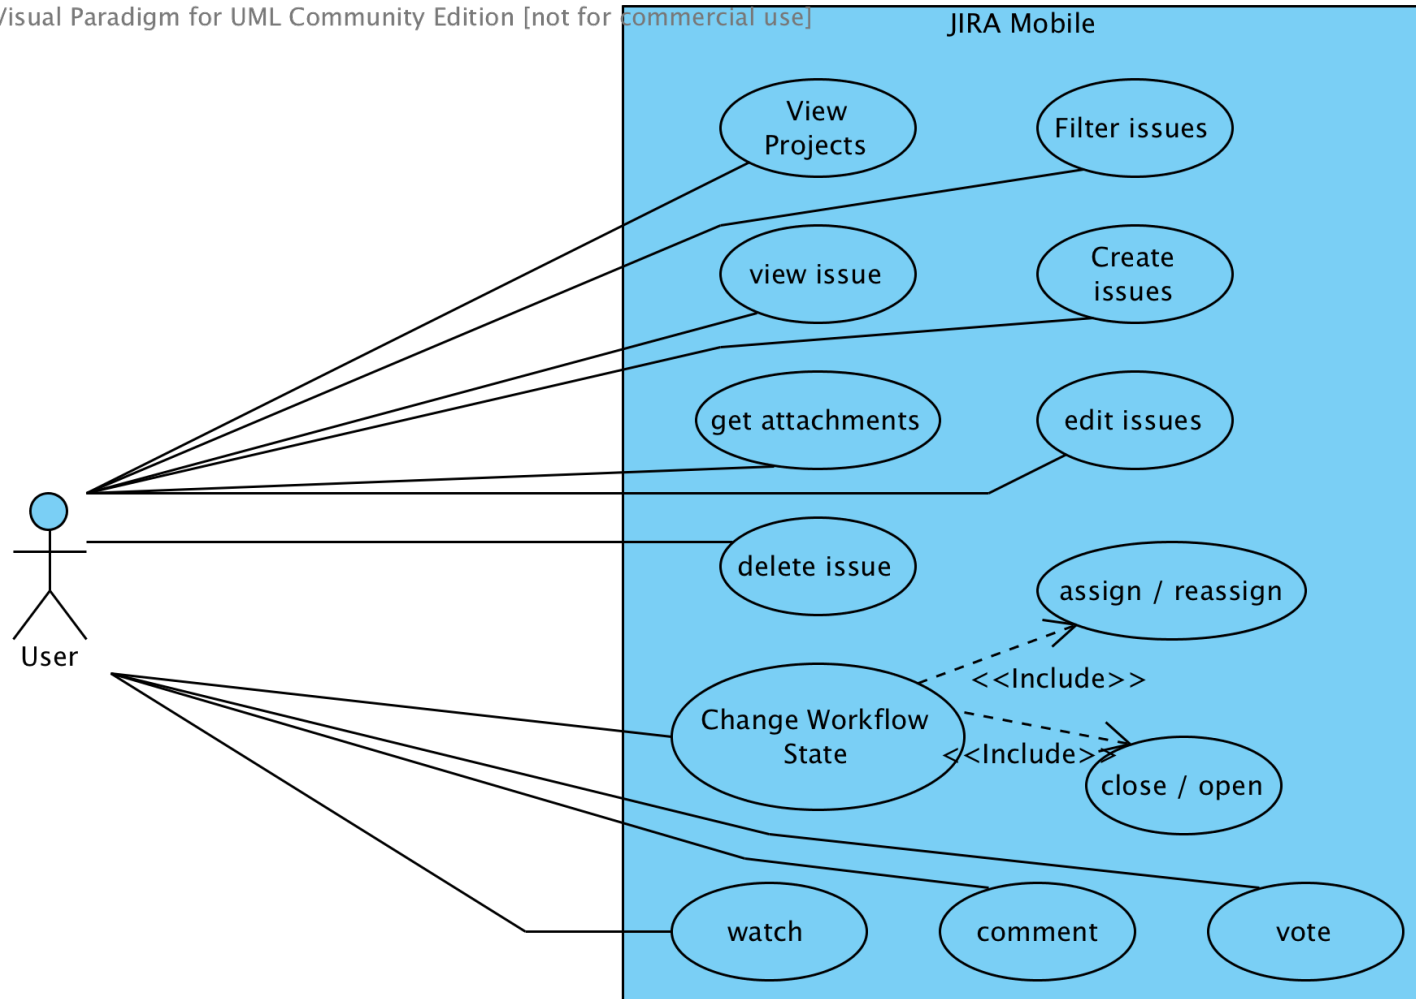 Visual Paradigm for UML Community Edition [not for commercial use]
JIRA Mobile
View
Projects
Filter issues
view issue
Create
issues
get attachments
edit issues
delete issue
assign / reassign
User
<<Include>>
Change Workflow
State
<<Include>>
close / open
watch
comment
vote